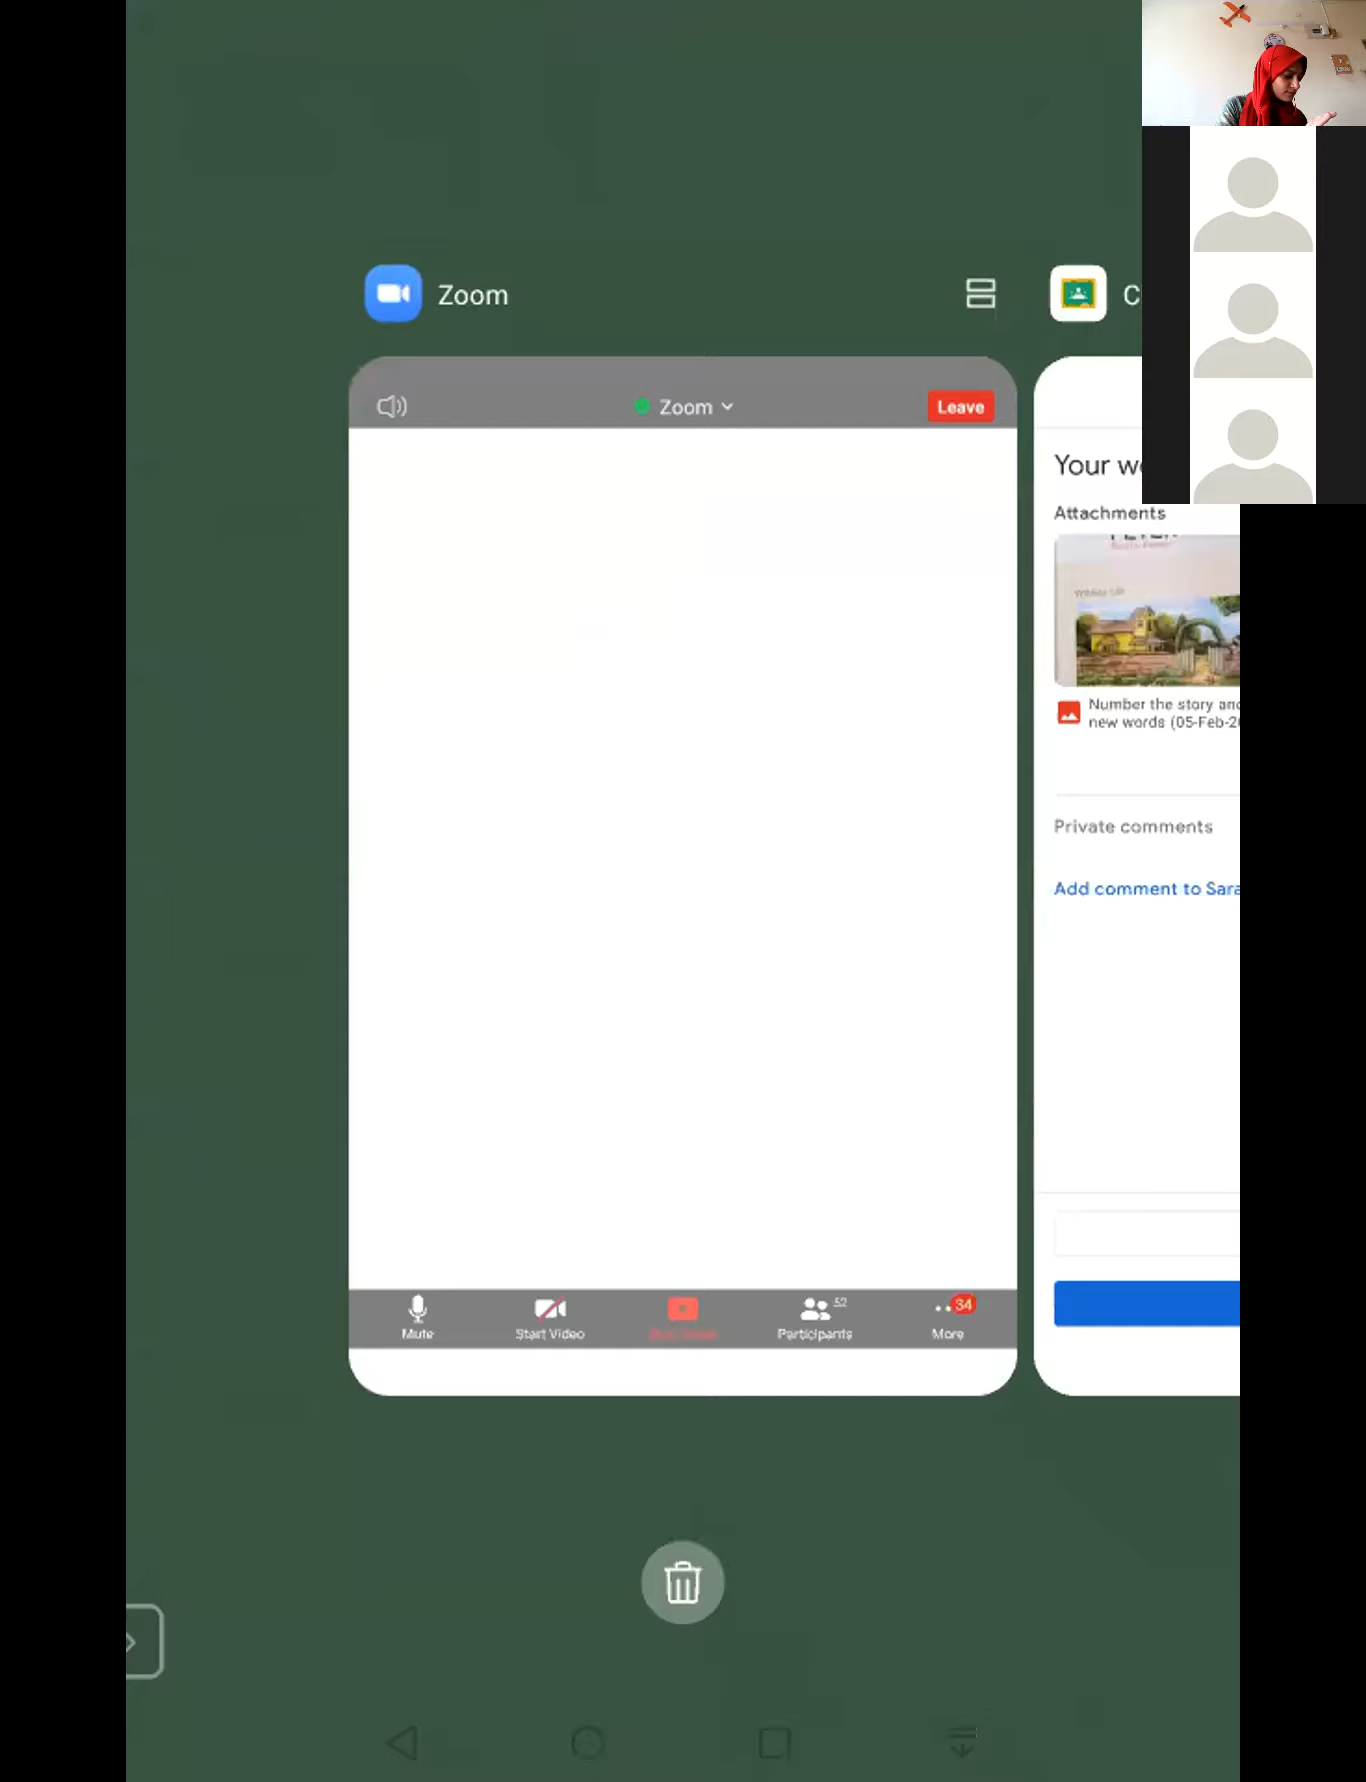 Zoom
C
Zoom
Leave
Your w
Attachments
Number the story and
new words (05-Feb-2
Private comments
Add comment to Sara
Mute
Start Video
Participants
52
34
More